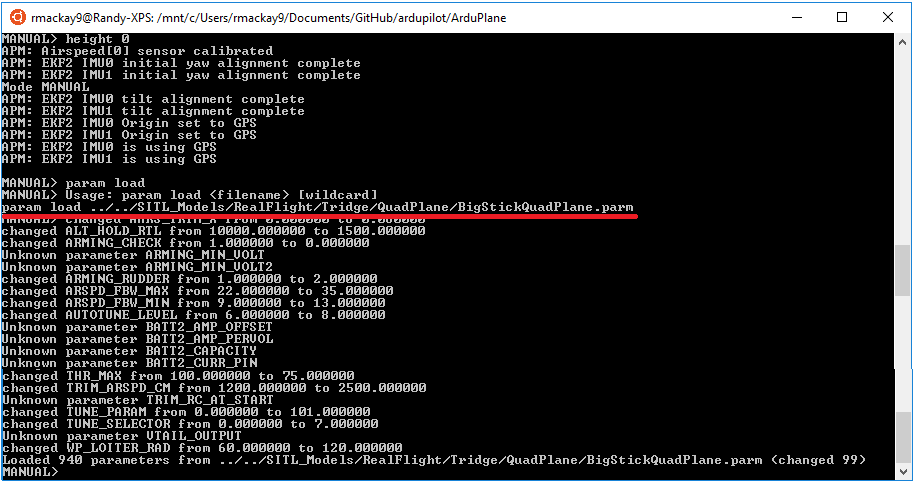 rmackay9@Randy-XPS: /mnt/c/Users/rmackay9/Documents/GitHub/ardupilot/ArduPlane
MANUAL> height 0
APM: Airspeed[0] sensor calibrated
APM: EKF2 IMU0 initial yaw alignment complete
APM: EKF2 IMU1 initial yaw alignment complete
Mode MANUAL
APM: EKF2 IMU0 tilt alignment complete
APM: EKF2 IMU1 tilt alignment complete
APM: EKF2 IMU0 Origin set to GPS
APM: EKF2 IMU1 Origin set to GPS
APM: EKF2 IMU0 is using GPS
APM: EKF2 IMU1 is using GPS
MANUAL> param load
MANUAL> Usage: param load <filename> [wildcard]
param load ../../SITL_Models/RealFlight/Tridge/QuadPlane/BigStickQuadPlane.parm
MANUAL> changed AHRS_TRIM_X from 0.000000 to 0.000000
changed ALT_HOLD_RTL from 10000.000000 to 1500.000000
changed ARMING_CHECK from 1.000000 to 0.000000
Unknown parameter ARMING_MIN_VOLT
Unknown parameter ARMING_MIN_VOLT2
changed ARMING_RUDDER from 1.000000 to 2.000000
changed ARSPD_FBW_MAX from 22.000000 to 35.000000
changed ARSPD_FBW_MIN from 9.000000 to 13.000000
changed AUTOTUNE_LEVEL from 6.000000 to 8.000000
Unknown parameter BATT2_AMP_OFFSET
Unknown parameter BATT2_AMP_PERVOL
Unknown parameter BATT2_CAPACITY
Unknown parameter BATT2_CURR_PIN
changed THR_MAX from 100.000000 to 75.000000
changed TRIM_ARSPD_CM from 1200.000000 to 2500.000000
Unknown parameter TRIM_RC_AT_START
changed TUNE_PARAM from 0.000000 to 101.000000
changed TUNE_SELECTOR from 0.000000 to 7.000000
Unknown parameter VTAIL_OUTPUT
changed WP_LOITER_RAD from 60.000000 to 120.000000
Loaded 940 parameters from ../../SITL_Models/RealFlight/Tridge/QuadPlane/BigStickQuadPlane.parm (changed 99)
MANUAL>